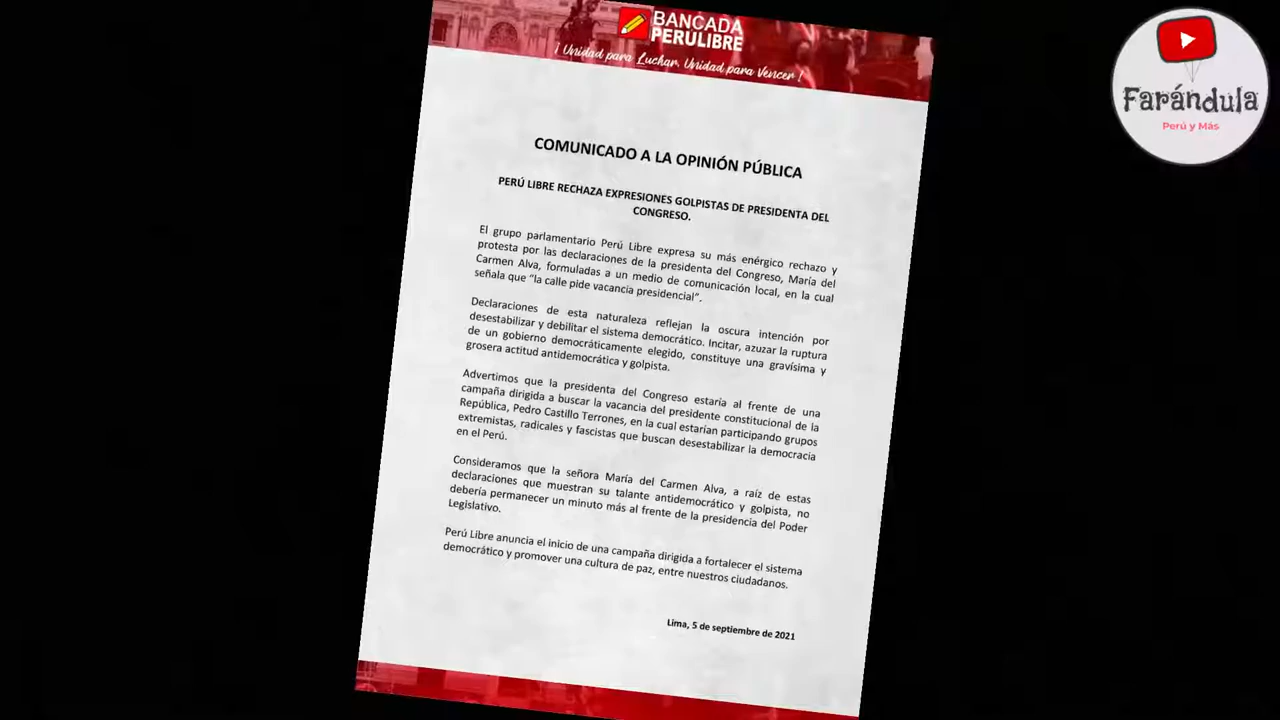 BANCADA
PERULIBRE
¡ Unidad para Luchar, Unidad para Vencer !
Farándula
Perú y Más
COMUNICADO A LA OPINIÓN PÚBLICA
PERÚ LIBRE RECHAZA EXPRESIONES GOLPISTAS DE PRESIDENTA DEL
CONGRESO.
El grupo parlamentario Perú Libre expresa su más enérgico rechazo y
protesta por las declaraciones de la presidenta del Congreso, María del
Carmen Alva, formuladas a un medio de comunicación local, en la cual
señala que “la calle pide vacancia presidencial”.
Declaraciones de esta naturaleza reflejan la oscura intención por
desestabilizar y debilitar el sistema democrático. Incitar, azuzar la ruptura
de un gobierno democráticamente elegido, constituye una gravísima y
grosera actitud antidemocrática y golpista.
Advertimos que la presidenta del Congreso estaría al frente de una
campaña dirigida a buscar la vacancia del presidente constitucional de la
República, Pedro Castillo Terrones, en la cual estarían participando grupos
extremistas, radicales y fascistas que buscan desestabilizar la democracia
en el Perú.
Consideramos que la señora María del Carmen Alva, a raíz de estas
declaraciones que muestran su talante antidemocrático y golpista, no
debería permanecer un minuto más al frente de la presidencia del Poder
Legislativo.
Perú Libre anuncia el inicio de una campaña dirigida a fortalecer el sistema
democrático y promover una cultura de paz, entre nuestros ciudadanos.
Lima, 5 de septiembre de 2021